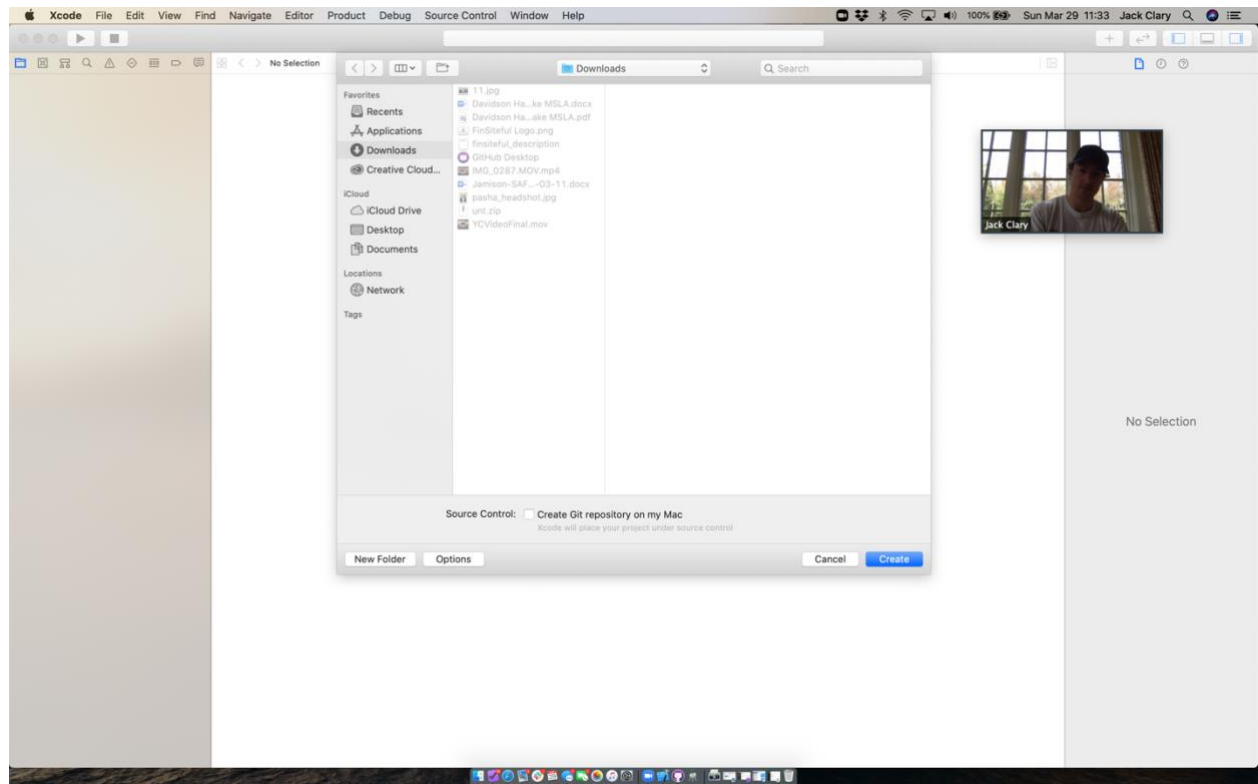 Xcode File Edit View Find Navigate Editor Product Debug Source Control Window Help 100% Sun Mar 29 11:33 Jack Clary
No Selection
Downloads
Search
Favorites
Recents
Applications
Downloads
Creative Cloud...
iCloud
iCloud Drive
Desktop
Documents
Locations
Network
Tags
11.jpg
Davidson Ha...ke MSLA.docx
Davidson Ha...ake MSLA.pdf
FinSiteful Logo.png
finsiteful_description
GitHub Desktop
IMG_0287.MOV.mp4
Jamison-SAF...-03-11.docx
pasha_headshot.jpg
unt.zip
YCVideoFinal.mov
Jack Clary
No Selection
Source Control: Create Git repository on my Mac
Xcode will place your project under source control
New Folder Options Cancel Create